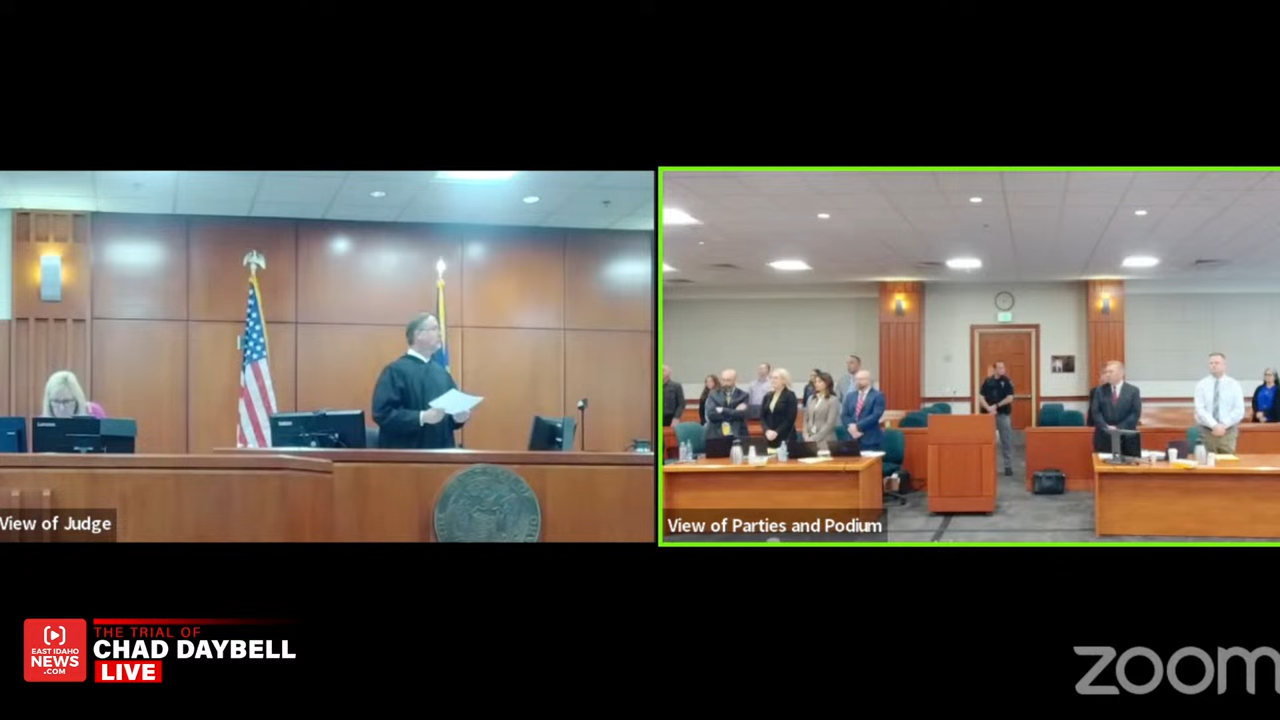 View of Judge
View of Parties and Podium
EAST IDAHO
NEWS
.COM
THE TRIAL OF
CHAD DAYBELL
LIVE
zoom